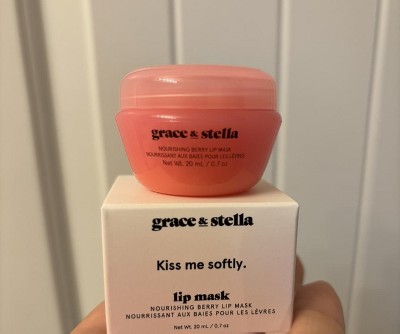 grace & stella
NOURISHING BERRY LIP MASK
NOURRISSANT AUX BAIES POUR LES LÈVRES
Net Wt. 20 mL / 0.7 oz
grace & stella
Kiss me softly.
lip mask
NOURISHING BERRY LIP MASK
NOURRISSANT AUX BAIES POUR LES LÈVRES
Net Wt. 20 mL / 0.7 oz